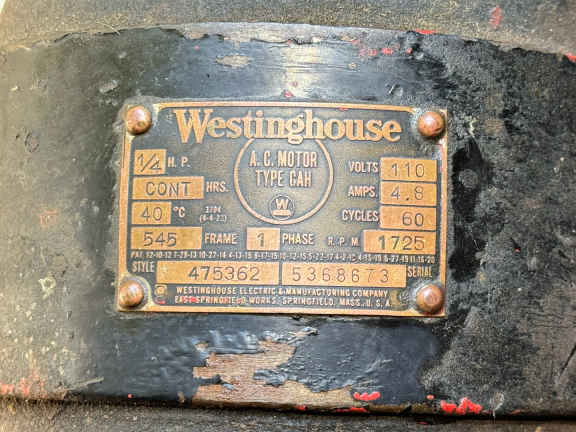 Westinghouse
1/4 H. P.
A. C. MOTOR
TYPE CAH
VOLTS 110
CONT HRS.
AMPS. 4.8
40 °C
W
CYCLES 60
545 FRAME 1 PHASE R. P. M. 1725
STYLE 475362 5368673 SERIAL
WESTINGHOUSE ELECTRIC & MANUFACTURING COMPANY
EAST SPRINGFIELD WORKS, SPRINGFIELD, MASS., U. S. A.